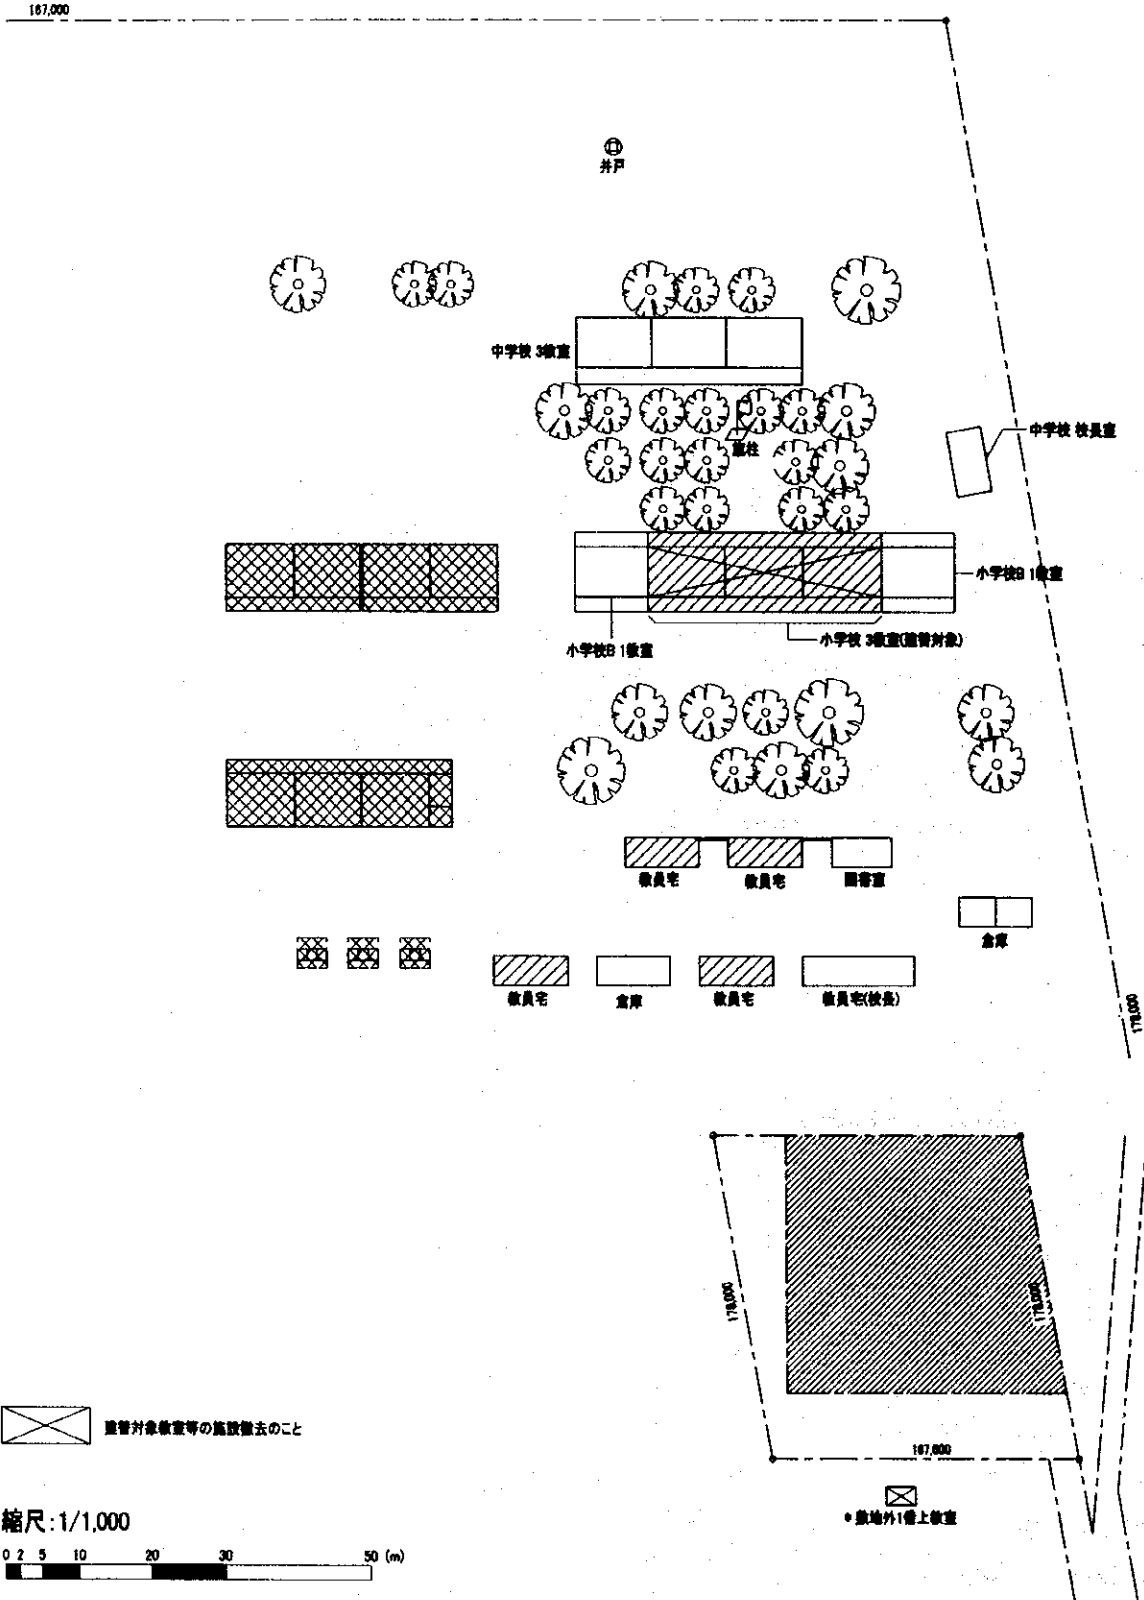 167,000
井戸
中学校 3教室
旗柱
中学校 校長室
小学校B 1教室
小学校B 1教室
小学校 3教室(建替対象)
教員宅
教員宅
図書室
倉庫
教員宅
倉庫
教員宅
教員宅(校長)
178,000
178,000
178,000
167,000
建替対象教室等の施設撤去のこと
縮尺:1/1,000
0 2 5 10 20 30 50 (m)